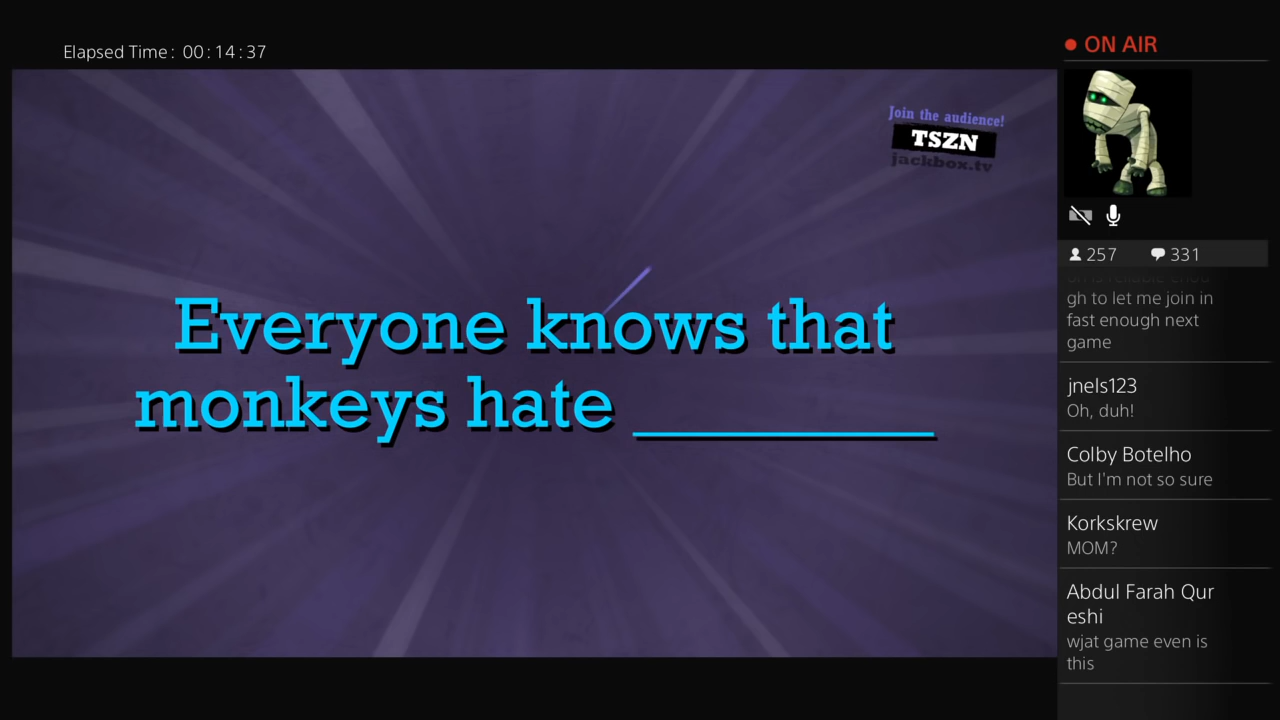 Elapsed Time: 00:14:37
ON AIR
Join the audience!
TSZN
jackbox.tv
Everyone knows that
monkeys hate ________
257 331
gh to let me join in
fast enough next
game
jnels123
Oh, duh!
Colby Botelho
But I'm not so sure
Korkskrew
MOM?
Abdul Farah Qur
eshi
wjat game even is
this